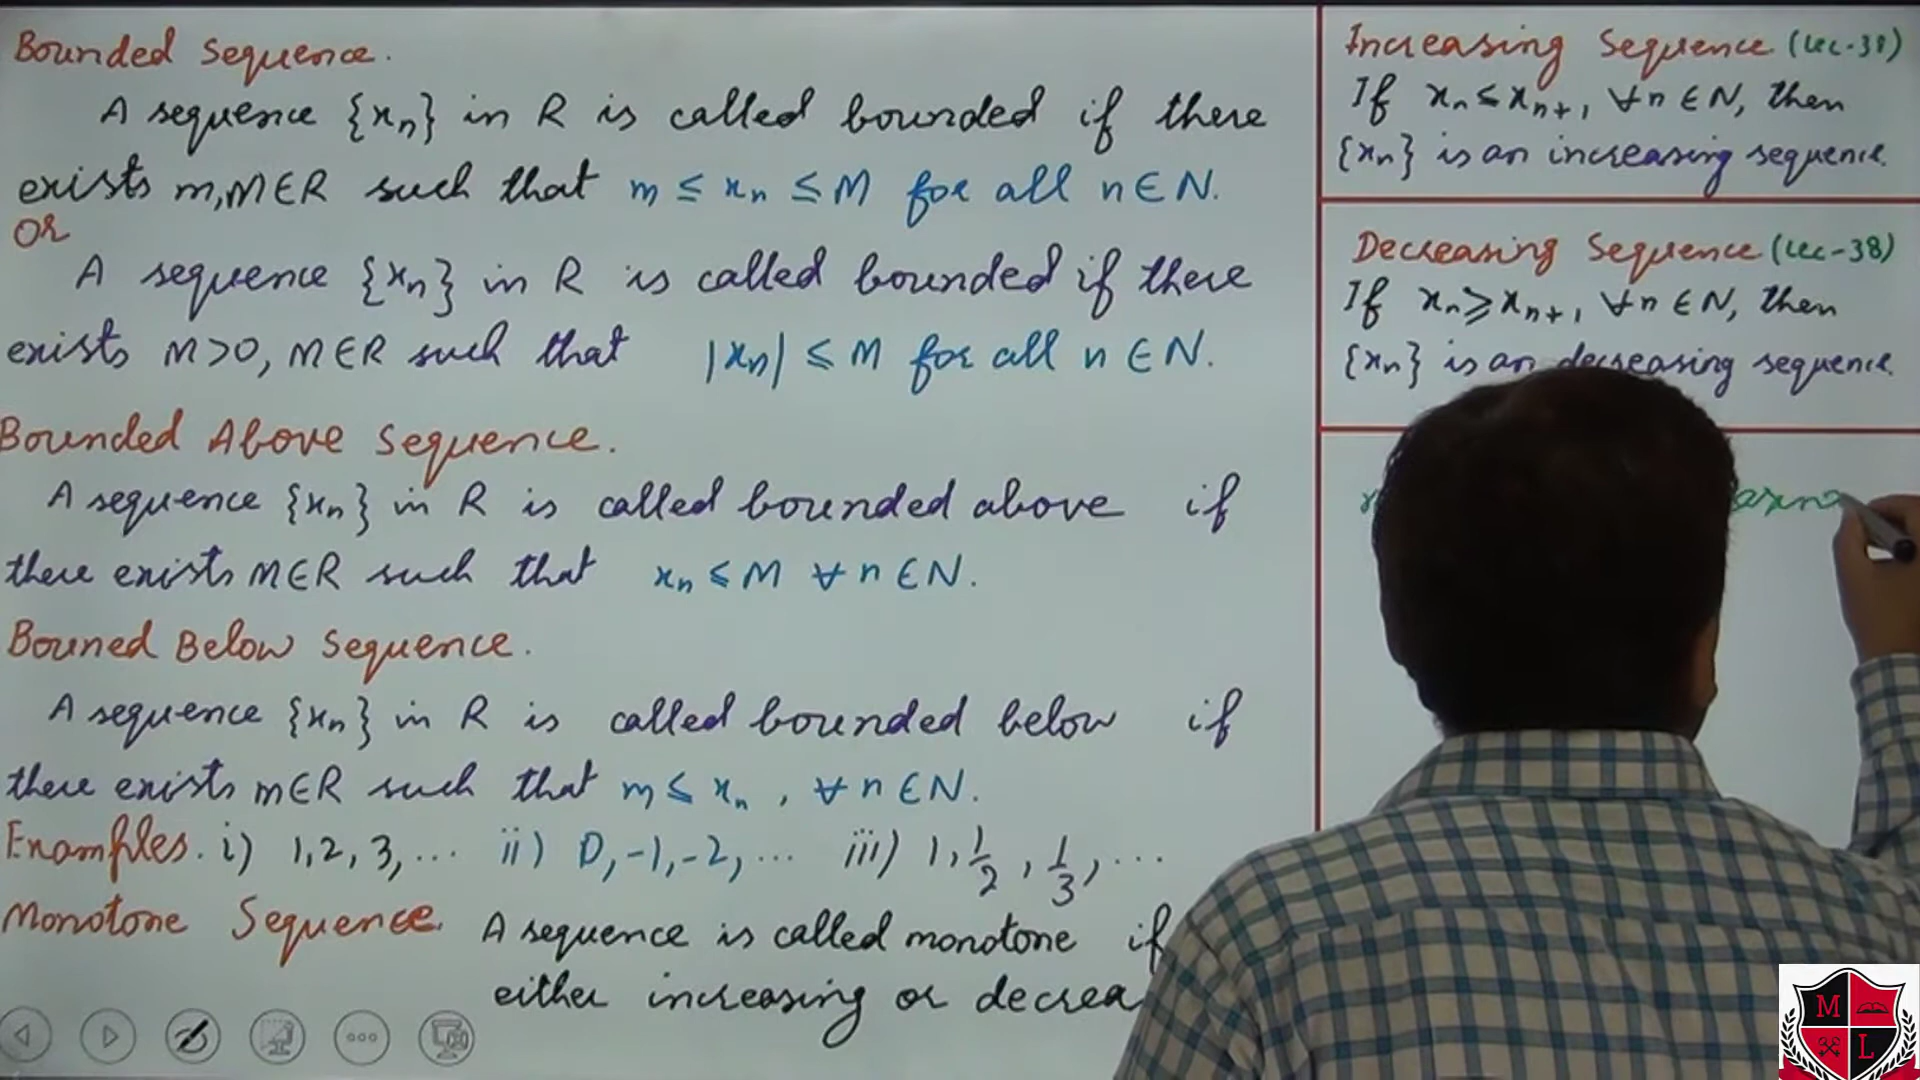 Bounded Sequence.
A sequence {xₙ} in R is called bounded if there
exists m, M ∈ R such that m ≤ xₙ ≤ M for all n ∈ N.
Or
A sequence {xₙ} in R is called bounded if there
exists M > 0, M ∈ R such that |xₙ| ≤ M for all n ∈ N.
Bounded Above Sequence.
A sequence {xₙ} in R is called bounded above if
there exists M ∈ R such that xₙ ≤ M ∀ n ∈ N.
Bouned Below Sequence.
A sequence {xₙ} in R is called bounded below if
there exists m ∈ R such that m ≤ xₙ, ∀ n ∈ N.
Examples. i) 1, 2, 3, ... ii) 0, -1, -2, ... iii) 1, 1/2, 1/3, ...
Monotone Sequence. A sequence is called monotone if
either increasing or decrea
Increasing Sequence (Lec-38)
If xₙ ≤ xₙ₊₁, ∀ n ∈ N, then
{xₙ} is an increasing sequence.
Decreasing Sequence (Lec-38)
If xₙ ≥ xₙ₊₁, ∀ n ∈ N, then
{xₙ} is an decreasing sequence.
M L